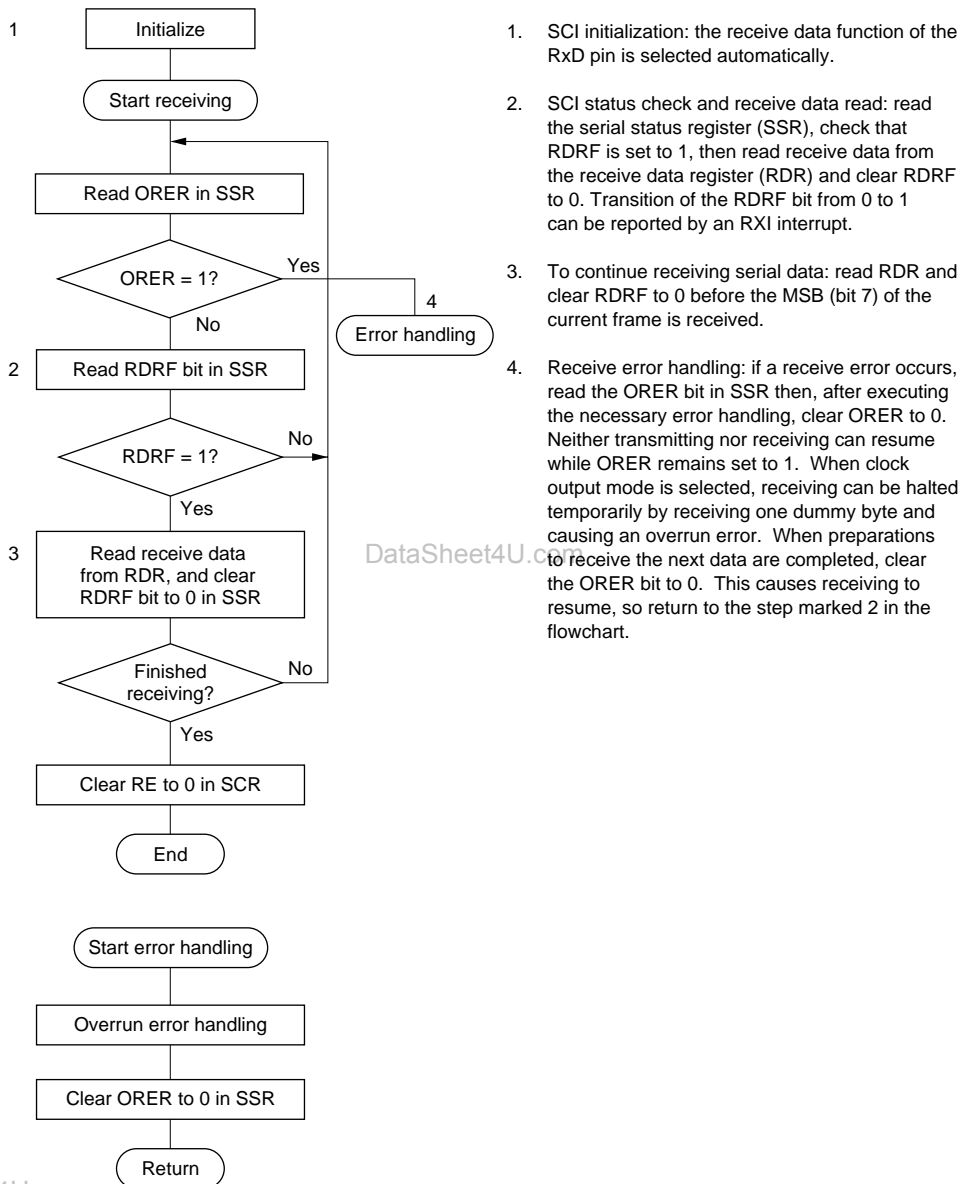 1
Initialize
Start receiving
Read ORER in SSR
ORER = 1?
Yes
No
4
Error handling
2
Read RDRF bit in SSR
RDRF = 1?
No
Yes
3
Read receive data
from RDR, and clear
RDRF bit to 0 in SSR
Finished
receiving?
No
Yes
Clear RE to 0 in SCR
End
Start error handling
Overrun error handling
Clear ORER to 0 in SSR
Return
1. SCI initialization: the receive data function of the
RxD pin is selected automatically.
2. SCI status check and receive data read: read
the serial status register (SSR), check that
RDRF is set to 1, then read receive data from
the receive data register (RDR) and clear RDRF
to 0. Transition of the RDRF bit from 0 to 1
can be reported by an RXI interrupt.
3. To continue receiving serial data: read RDR and
clear RDRF to 0 before the MSB (bit 7) of the
current frame is received.
4. Receive error handling: if a receive error occurs,
read the ORER bit in SSR then, after executing
the necessary error handling, clear ORER to 0.
Neither transmitting nor receiving can resume
while ORER remains set to 1. When clock
output mode is selected, receiving can be halted
temporarily by receiving one dummy byte and
causing an overrun error. When preparations
to receive the next data are completed, clear
the ORER bit to 0. This causes receiving to
resume, so return to the step marked 2 in the
flowchart.
DataSheet4U.com